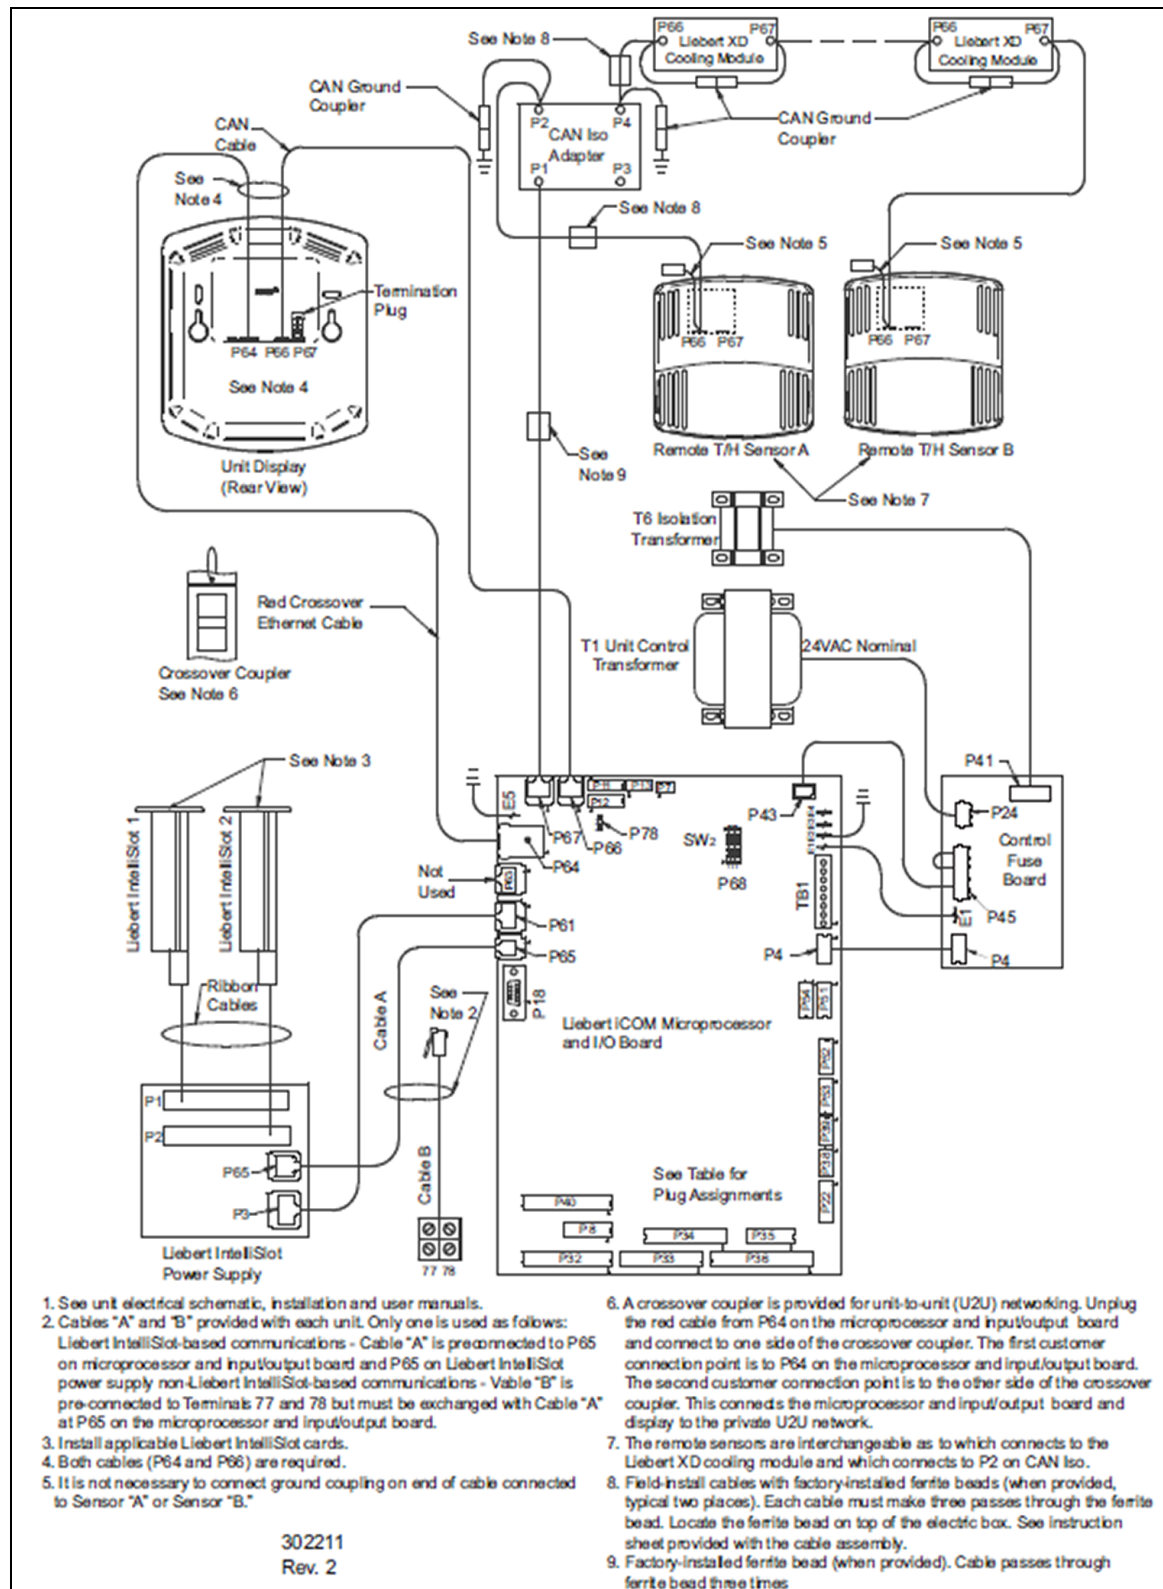 See Note 8
P66
P67
Liebert XD
Cooling Module
P66
P67
Liebert XD
Cooling Module
CAN Ground
Coupler
CAN
Cable
P2
P4
CAN Iso
Adapter
P1
P3
CAN Ground
Coupler
See
Note 4
See Note 8
See Note 5
See Note 5
Termination
Plug
P64 P66 P67
See Note 4
P66 P67
P66 P67
Unit Display
(Rear View)
See
Note 9
Remote T/H Sensor A
Remote T/H Sensor B
See Note 7
T6 Isolation
Transformer
Red Crossover
Ethernet Cable
T1 Unit Control
Transformer
24VAC Nominal
Crossover Coupler
See Note 6
See Note 3
Liebert IntelliSlot 1
Liebert IntelliSlot 2
P41
E5
P11
P13
P7
P12
P67
P66
P78
P43
SW2
P68
P24
Control
Fuse
Board
P64
Not
Used
P63
TB1
E1
P45
P61
P65
P4
P4
Ribbon
Cables
Cable A
See
Note 2
P18
P54
P51
Liebert iCOM Microprocessor
and I/O Board
P52
P53
P39
P38
P22
P1
P2
P65
P3
Cable B
See Table for
Plug Assignments
P40
P8
P34
P35
P32
P33
P36
Liebert IntelliSlot
Power Supply
77 78
1. See unit electrical schematic, installation and user manuals.
2. Cables "A" and "B" provided with each unit. Only one is used as follows:
Liebert IntelliSlot-based communications - Cable "A" is preconnected to P65
on microprocessor and input/output board and P65 on Liebert IntelliSlot
power supply non-Liebert IntelliSlot-based communications - Vable "B" is
pre-connected to Terminals 77 and 78 but must be exchanged with Cable "A"
at P65 on the microprocessor and input/output board.
3. Install applicable Liebert IntelliSlot cards.
4. Both cables (P64 and P66) are required.
5. It is not necessary to connect ground coupling on end of cable connected
to Sensor "A" or Sensor "B."
302211
Rev. 2
6. A crossover coupler is provided for unit-to-unit (U2U) networking. Unplug
the red cable from P64 on the microprocessor and input/output board
and connect to one side of the crossover coupler. The first customer
connection point is to P64 on the microprocessor and input/output board.
The second customer connection point is to the other side of the crossover
coupler. This connects the microprocessor and input/output board and
display to the private U2U network.
7. The remote sensors are interchangeable as to which connects to the
Liebert XD cooling module and which connects to P2 on CAN Iso.
8. Field-install cables with factory-installed ferrite beads (when provided,
typical two places). Each cable must make three passes through the ferrite
bead. Locate the ferrite bead on top of the electric box. See instruction
sheet provided with the cable assembly.
9. Factory-installed ferrite bead (when provided). Cable passes through
ferrite bead three times